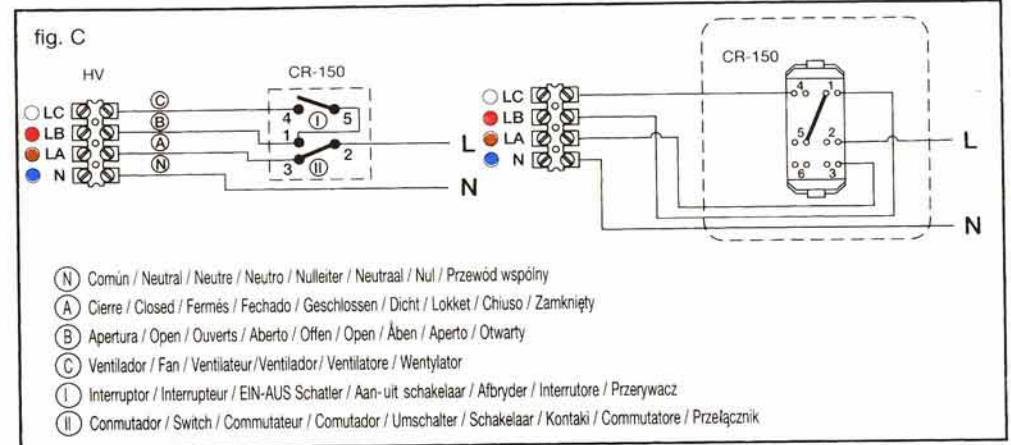 fig. C
HV
CR-150
LC
LB
LA
N
C
B
A
N
4
5
I
1
2
3
II
L
N
CR-150
LC
LB
LA
N
4
1
5
2
6
3
L
N
N Común / Neutral / Neutre / Neutro / Nulleiter / Neutraal / Nul / Przewód wspólny
A Cierre / Closed / Fermés / Fechado / Geschlossen / Dicht / Lokket / Chiuso / Zamknięty
B Apertura / Open / Ouverts / Aberto / Offen / Open / Åben / Aperto / Otwarty
C Ventilador / Fan / Ventilateur/Ventilador/ Ventilatore / Wentylator
I Interruptor / Interrupteur / EIN-AUS Schatler / Aan-uit schakelaar / Afbryder / Interrutore / Przerywacz
II Conmutador / Switch / Commutateur / Comutador / Umschalter / Schakelaar / Kontaki / Commutatore / Przełącznik